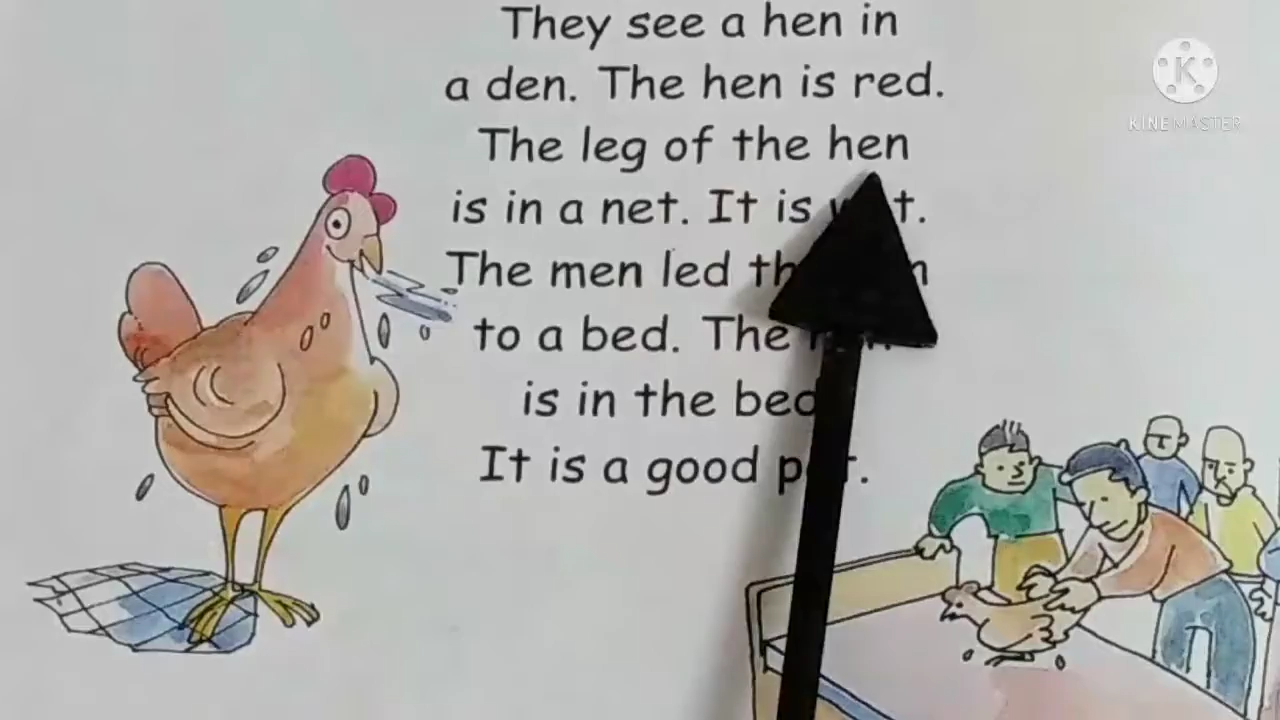 They see a hen in
a den. The hen is red.
The leg of the hen
is in a net. It is
The men led
to a bed. The
is in the bed
It is a good
KINEMASTER